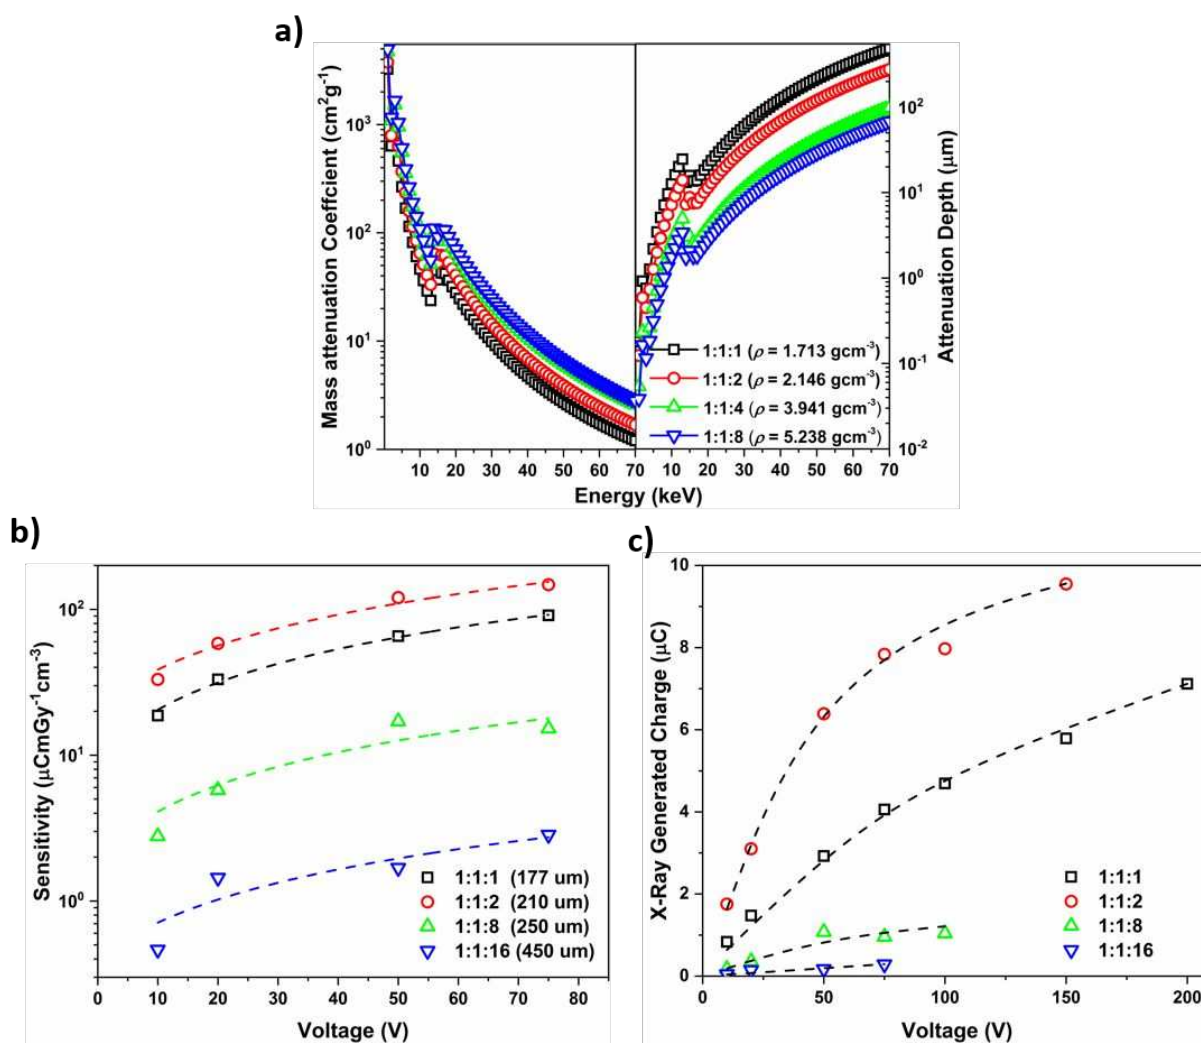 a)
Mass attenuation Coeffcient (cm²g⁻¹)
10³
10²
10¹
10⁰
10 20 30 40 50 60 70 10 20 30 40 50 60 70
Energy (keV)
10²
10¹
10⁰
10⁻¹
10⁻²
Attenuation Depth (μm)
1:1:1 (ρ = 1.713 gcm⁻³)
1:1:2 (ρ = 2.146 gcm⁻³)
1:1:4 (ρ = 3.941 gcm⁻³)
1:1:8 (ρ = 5.238 gcm⁻³)
b)
Sensitivity (μCmGy⁻¹cm⁻³)
10²
10¹
10⁰
0 10 20 30 40 50 60 70 80
Voltage (V)
1:1:1 (177 um)
1:1:2 (210 um)
1:1:8 (250 um)
1:1:16 (450 um)
c)
X-Ray Generated Charge (μC)
10
8
6
4
2
0
0 50 100 150 200
Voltage (V)
1:1:1
1:1:2
1:1:8
1:1:16